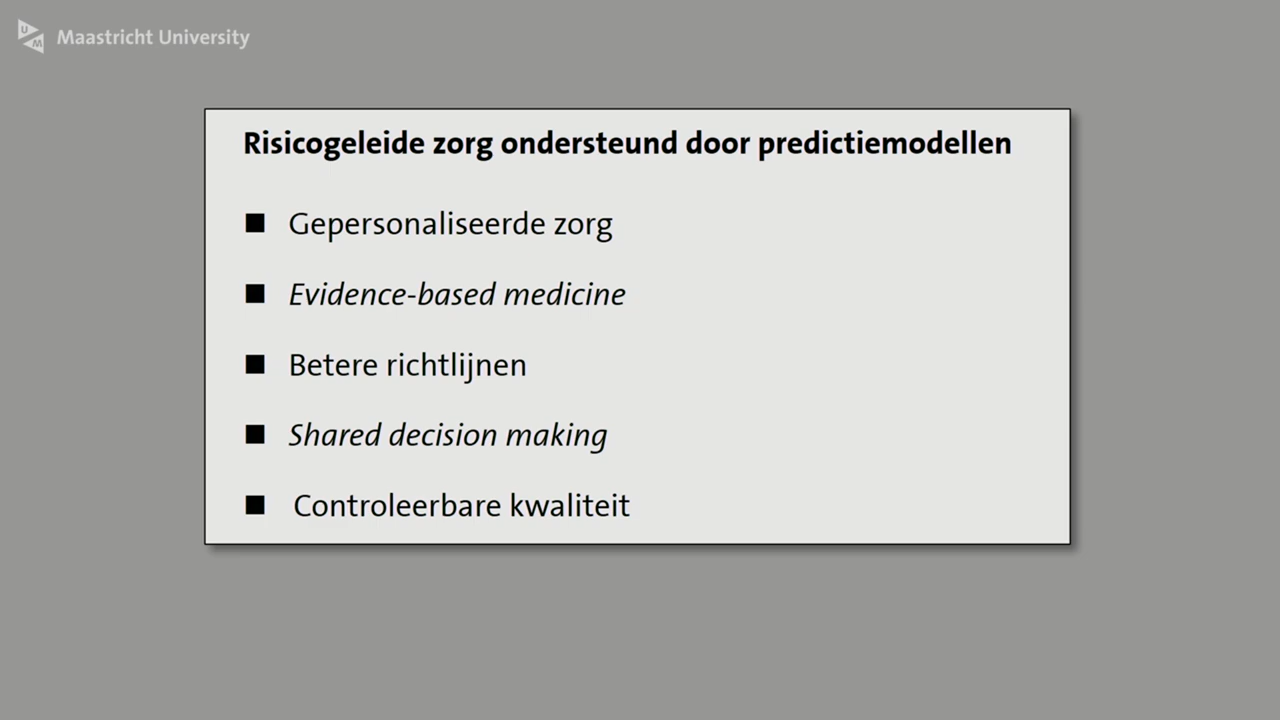 Maastricht University
Risicogeleide zorg ondersteund door predictiemodellen
■ Gepersonaliseerde zorg
■ Evidence-based medicine
■ Betere richtlijnen
■ Shared decision making
■ Controleerbare kwaliteit